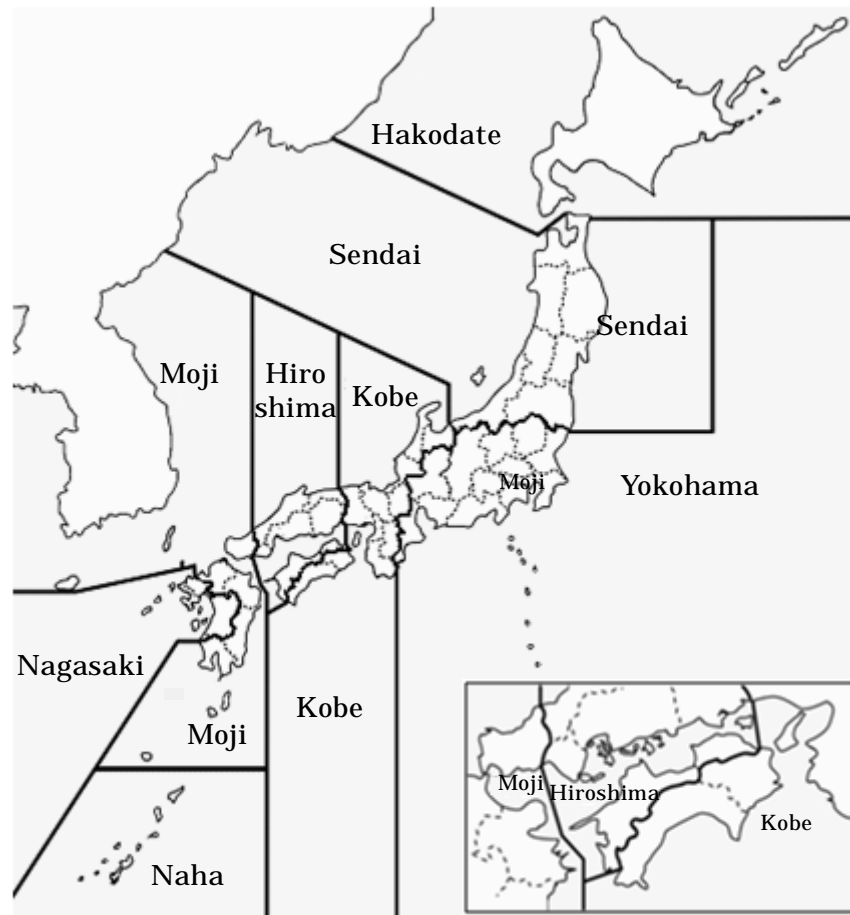 Hakodate
Sendai
Sendai
Moji
Hiro
shima
Kobe
Moji
Yokohama
Nagasaki
Kobe
Moji
Moji
Hiroshima
Kobe
Naha